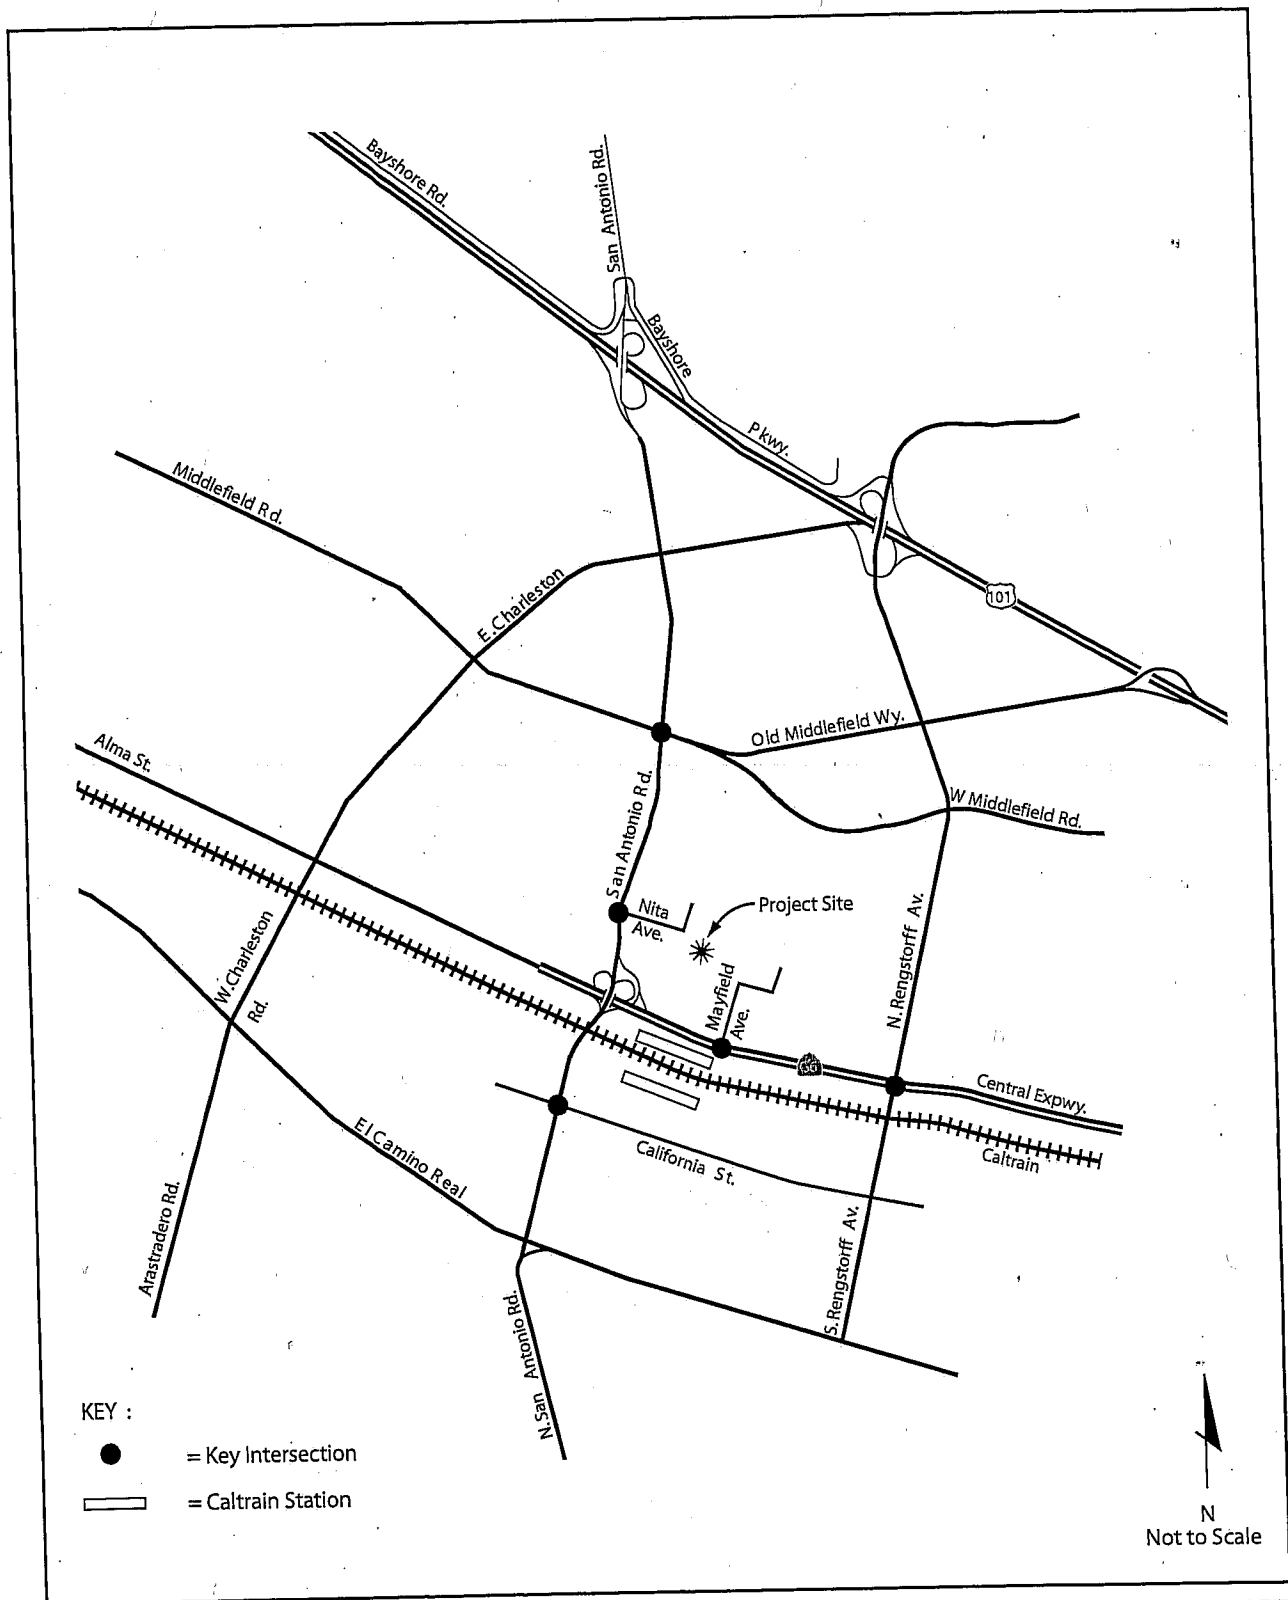 Bayshore Rd.
San Antonio Rd.
Bayshore
Pkwy.
Middlefield Rd.
E. Charleston
101
Old Middlefield Wy.
Alma St.
San Antonio Rd.
W Middlefield Rd.
Nita
Ave.
Project Site
W. Charleston
Rd.
Mayfield
Ave.
N. Rengstorff Av.
Central Expwy.
Caltrain
California St.
El Camino Real
Arastradero Rd.
S. Rengstorff Av.
N. San Antonio Rd.
KEY :
= Key Intersection
= Caltrain Station
N
Not to Scale